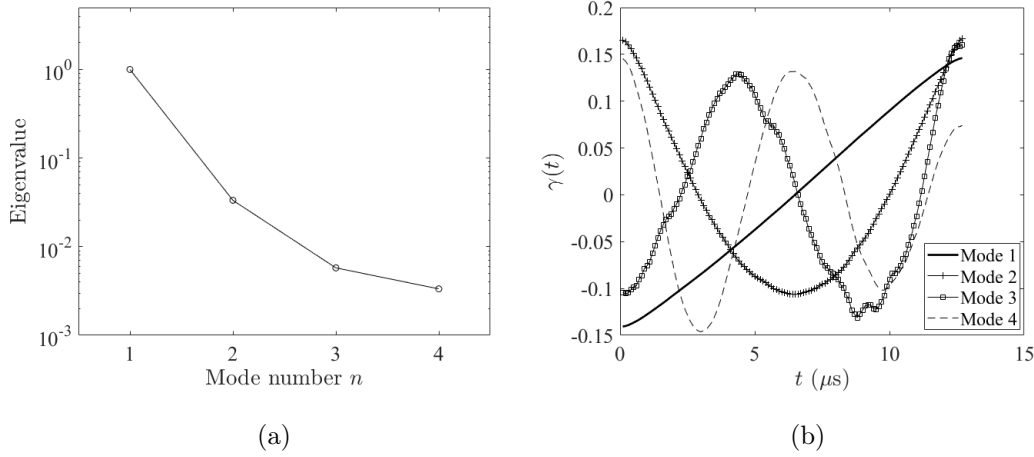 10^0
10^-1
10^-2
10^-3
Eigenvalue
1 2 3 4
Mode number n
(a)
0.2
0.15
0.1
0.05
0
-0.05
-0.1
-0.15
γ(t)
0 5 10 15
t (μs)
Mode 1
Mode 2
Mode 3
Mode 4
(b)